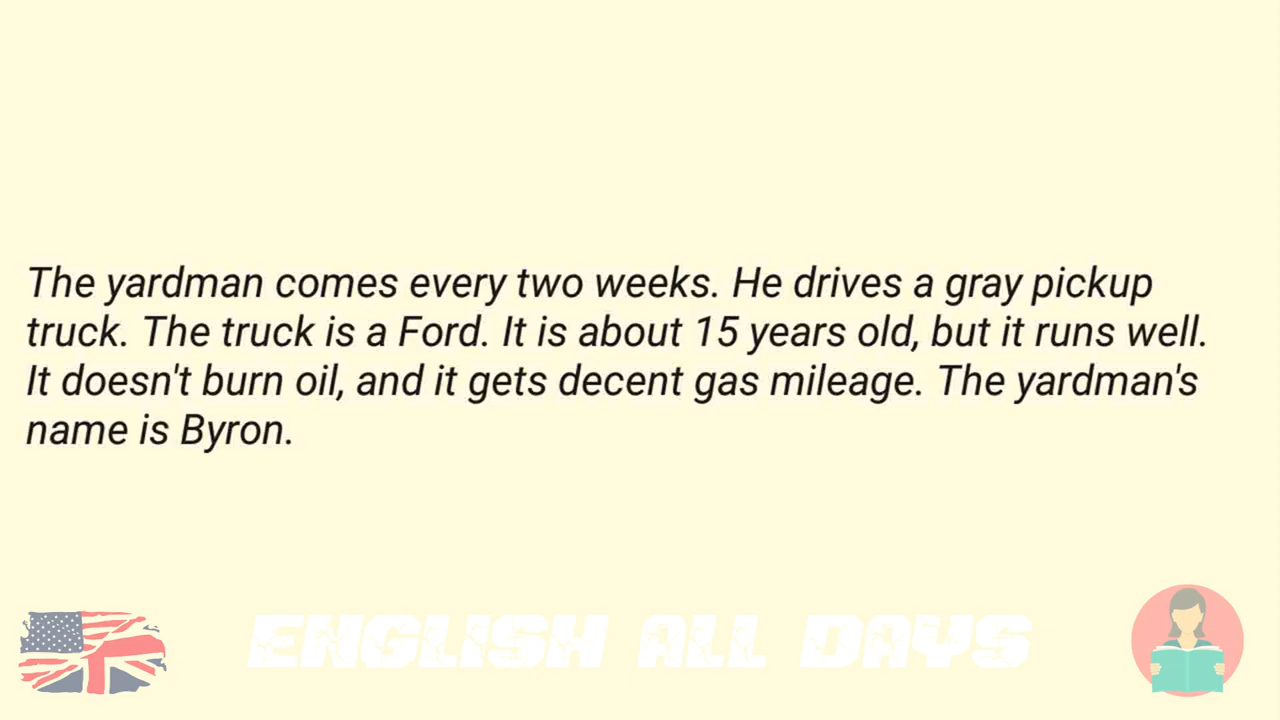 The yardman comes every two weeks. He drives a gray pickup
truck. The truck is a Ford. It is about 15 years old, but it runs well.
It doesn't burn oil, and it gets decent gas mileage. The yardman's
name is Byron.
ENGLISH ALL DAYS